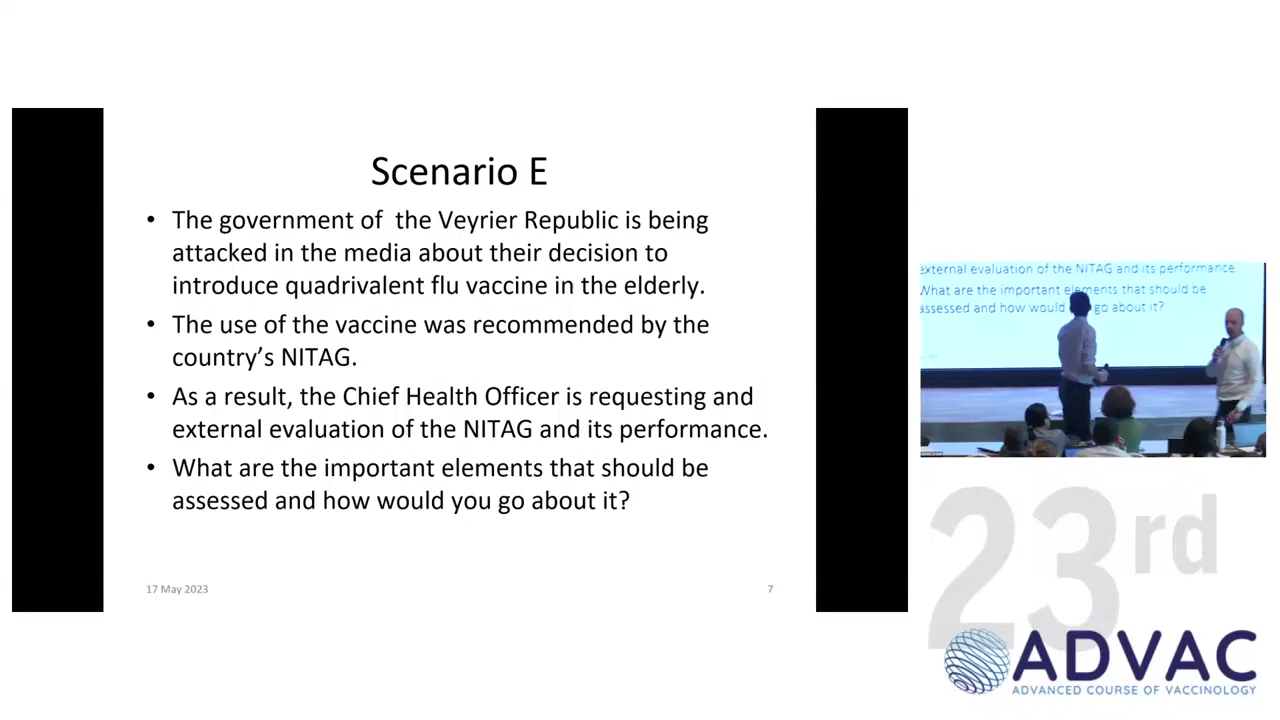 Scenario E
• The government of the Veyrier Republic is being
attacked in the media about their decision to
introduce quadrivalent flu vaccine in the elderly.
• The use of the vaccine was recommended by the
country's NITAG.
• As a result, the Chief Health Officer is requesting and
external evaluation of the NITAG and its performance.
• What are the important elements that should be
assessed and how would you go about it?
17 May 2023
7
external evaluation of the NITAG and its performance.
What are the important elements that should be
assessed and how would go about it?
23rd
ADVAC
ADVANCED COURSE OF VACCINOLOGY